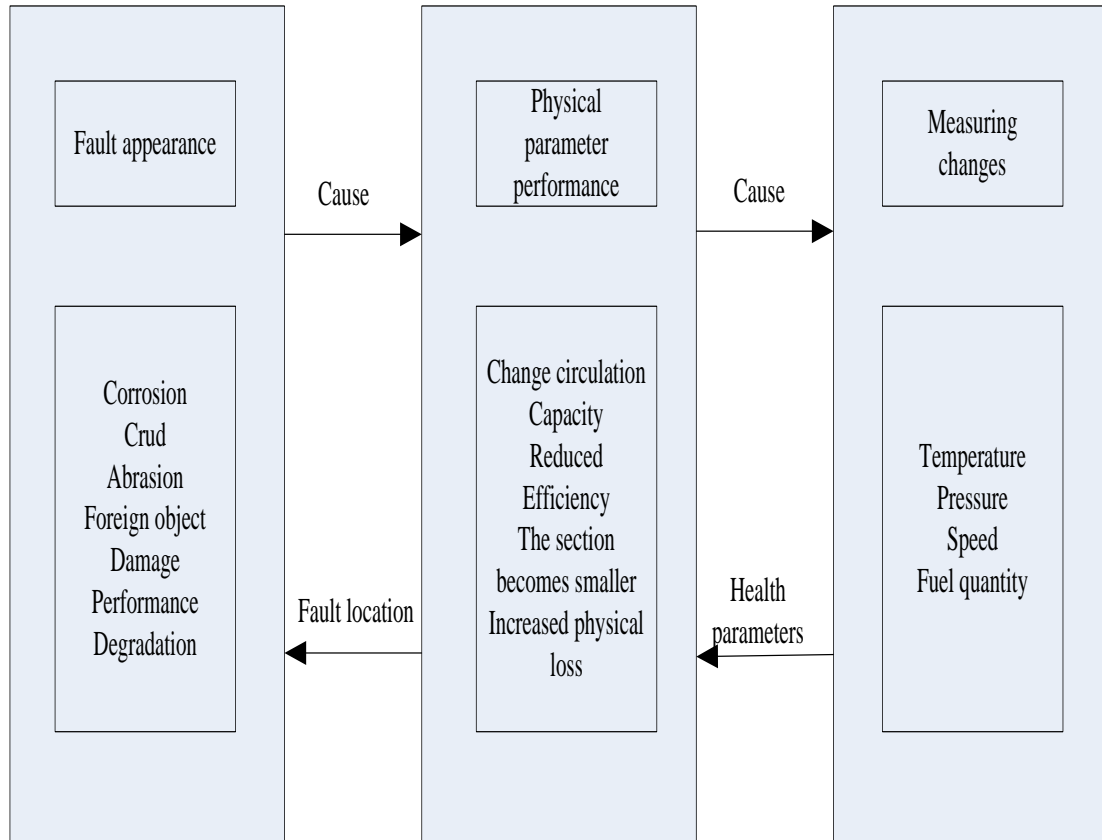 Fault appearance
Physical
parameter
performance
Measuring
changes
Cause
Cause
Corrosion
Crud
Abrasion
Foreign object
Damage
Performance
Degradation
Fault location
Change circulation
Capacity
Reduced
Efficiency
The section
becomes smaller
Increased physical
loss
Health
parameters
Temperature
Pressure
Speed
Fuel quantity